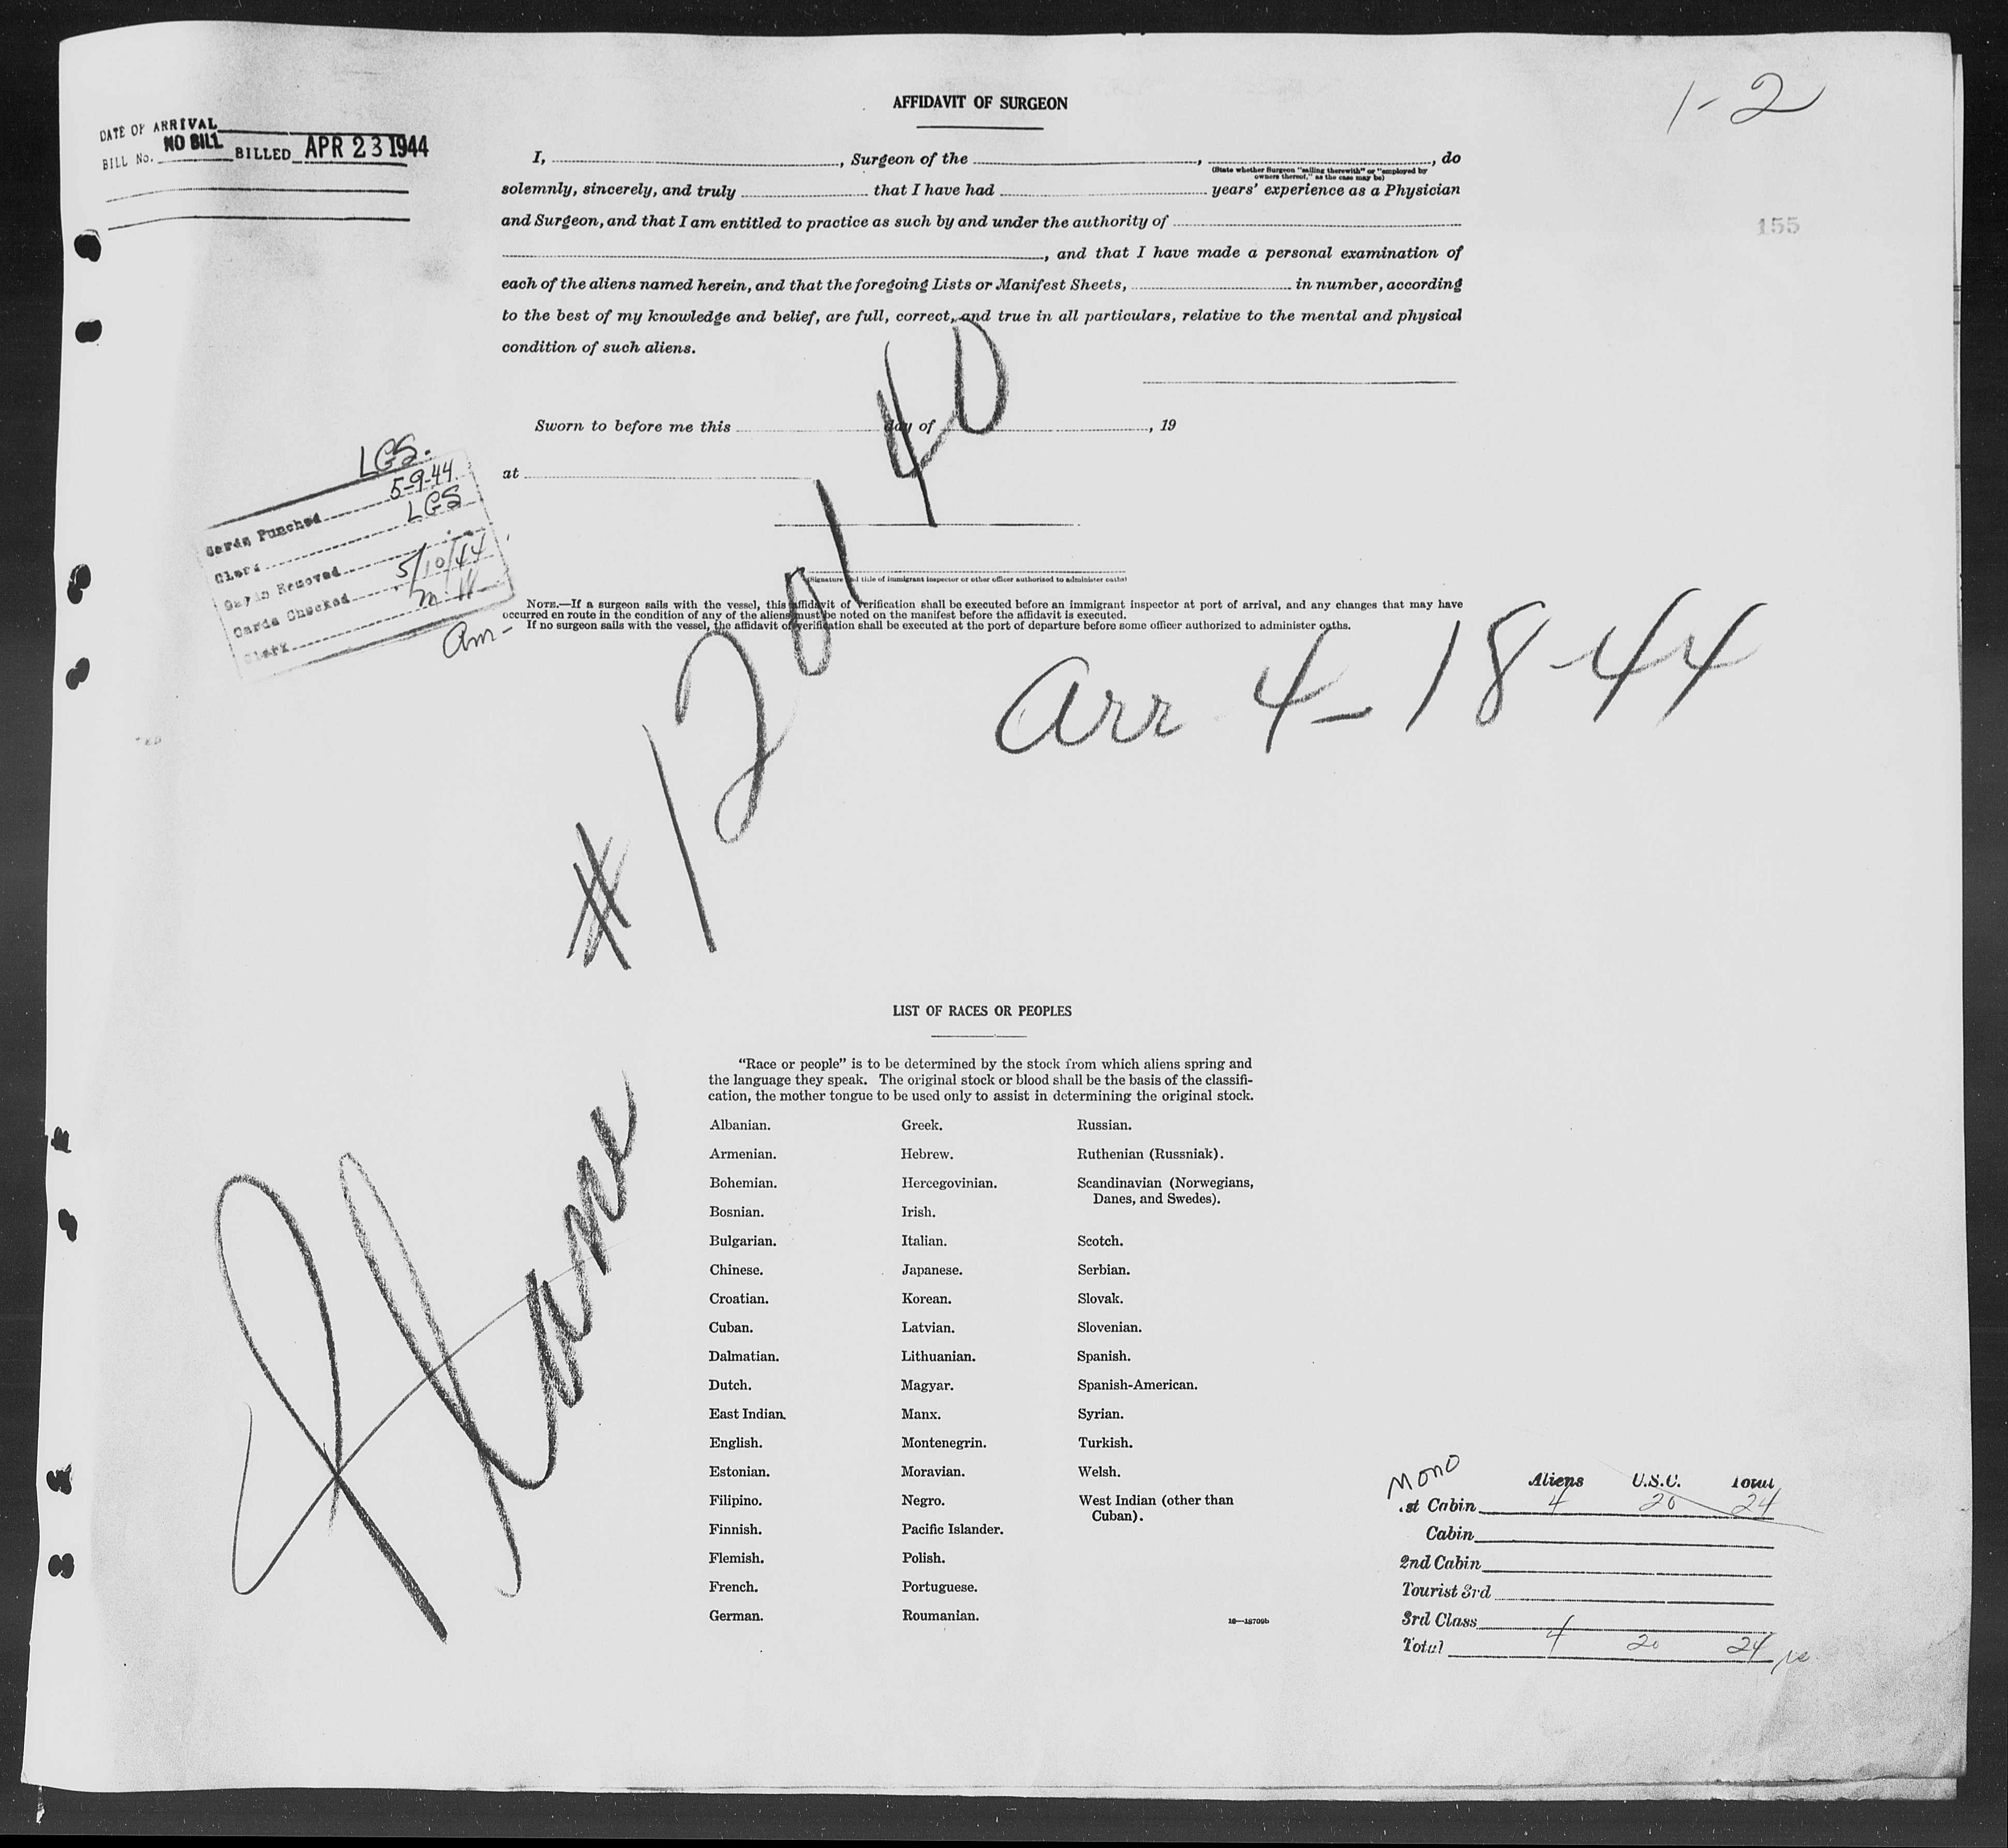 1-2
AFFIDAVIT OF SURGEON
DATE OF ARRIVAL
BILL No. NO BILL BILLED APR 23 1944
I, , Surgeon of the , , do
(State whether Surgeon "sailing therewith" or "employed by
owners thereof," as the case may be)
solemnly, sincerely, and truly that I have had years' experience as a Physician
and Surgeon, and that I am entitled to practice as such by and under the authority of
, and that I have made a personal examination of
155
each of the aliens named herein, and that the foregoing Lists or Manifest Sheets, in number, according
to the best of my knowledge and belief, are full, correct, and true in all particulars, relative to the mental and physical
condition of such aliens.
Sworn to before me this day of , 19
at
LGS.
Cards Punched 5-9-44
Clerk LGS
Removed
Cards Checked 5/10/44
Clerk
am-
(Signature and title of immigrant inspector or other officer authorized to administer oaths)
NOTE.—If a surgeon sails with the vessel, this affidavit of verification shall be executed before an immigrant inspector at port of arrival, and any changes that may have
occurred en route in the condition of any of the aliens must be noted on the manifest before the affidavit is executed.
If no surgeon sails with the vessel, the affidavit of verification shall be executed at the port of departure before some officer authorized to administer oaths.
#120140
arr 4-18-44
LIST OF RACES OR PEOPLES
"Race or people" is to be determined by the stock from which aliens spring and
the language they speak. The original stock or blood shall be the basis of the classifi-
cation, the mother tongue to be used only to assist in determining the original stock.
Albanian. Greek. Russian.
Armenian. Hebrew. Ruthenian (Russniak).
Bohemian. Hercegovinian. Scandinavian (Norwegians,
Danes, and Swedes).
Bosnian. Irish.
Bulgarian. Italian. Scotch.
Chinese. Japanese. Serbian.
Croatian. Korean. Slovak.
Cuban. Latvian. Slovenian.
Dalmatian. Lithuanian. Spanish.
Dutch. Magyar. Spanish-American.
East Indian. Manx. Syrian.
English. Montenegrin. Turkish.
Estonian. Moravian. Welsh.
Filipino. Negro. West Indian (other than
Cuban).
Finnish. Pacific Islander.
Flemish. Polish.
French. Portuguese.
German. Roumanian.
16—18709b
Plane
Mono
Aliens U.S.C. Total
1st Cabin 4 20 24
Cabin
2nd Cabin
Tourist 3rd
3rd Class
Total 4 20 24